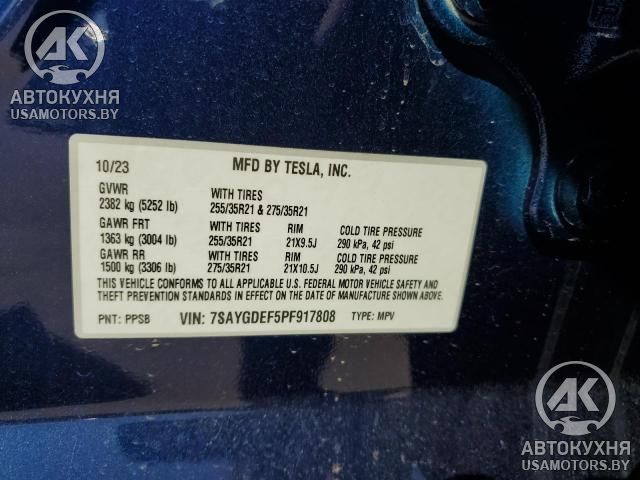 AK
АВТОКУХНЯ
USAMOTORS.BY
10/23 MFD BY TESLA, INC.
GVWR WITH TIRES
2382 kg (5252 lb) 255/35R21 & 275/35R21
GAWR FRT WITH TIRES RIM COLD TIRE PRESSURE
1363 kg (3004 lb) 255/35R21 21X9.5J 290 kPa, 42 psi
GAWR RR WITH TIRES RIM COLD TIRE PRESSURE
1500 kg (3306 lb) 275/35R21 21X10.5J 290 kPa, 42 psi
THIS VEHICLE CONFORMS TO ALL APPLICABLE U.S. FEDERAL MOTOR VEHICLE SAFETY AND
THEFT PREVENTION STANDARDS IN EFFECT ON THE DATE OF MANUFACTURE SHOWN ABOVE.
PNT: PPSB VIN: 7SAYGDEF5PF917808 TYPE: MPV
AK
АВТОКУХНЯ
USAMOTORS.BY